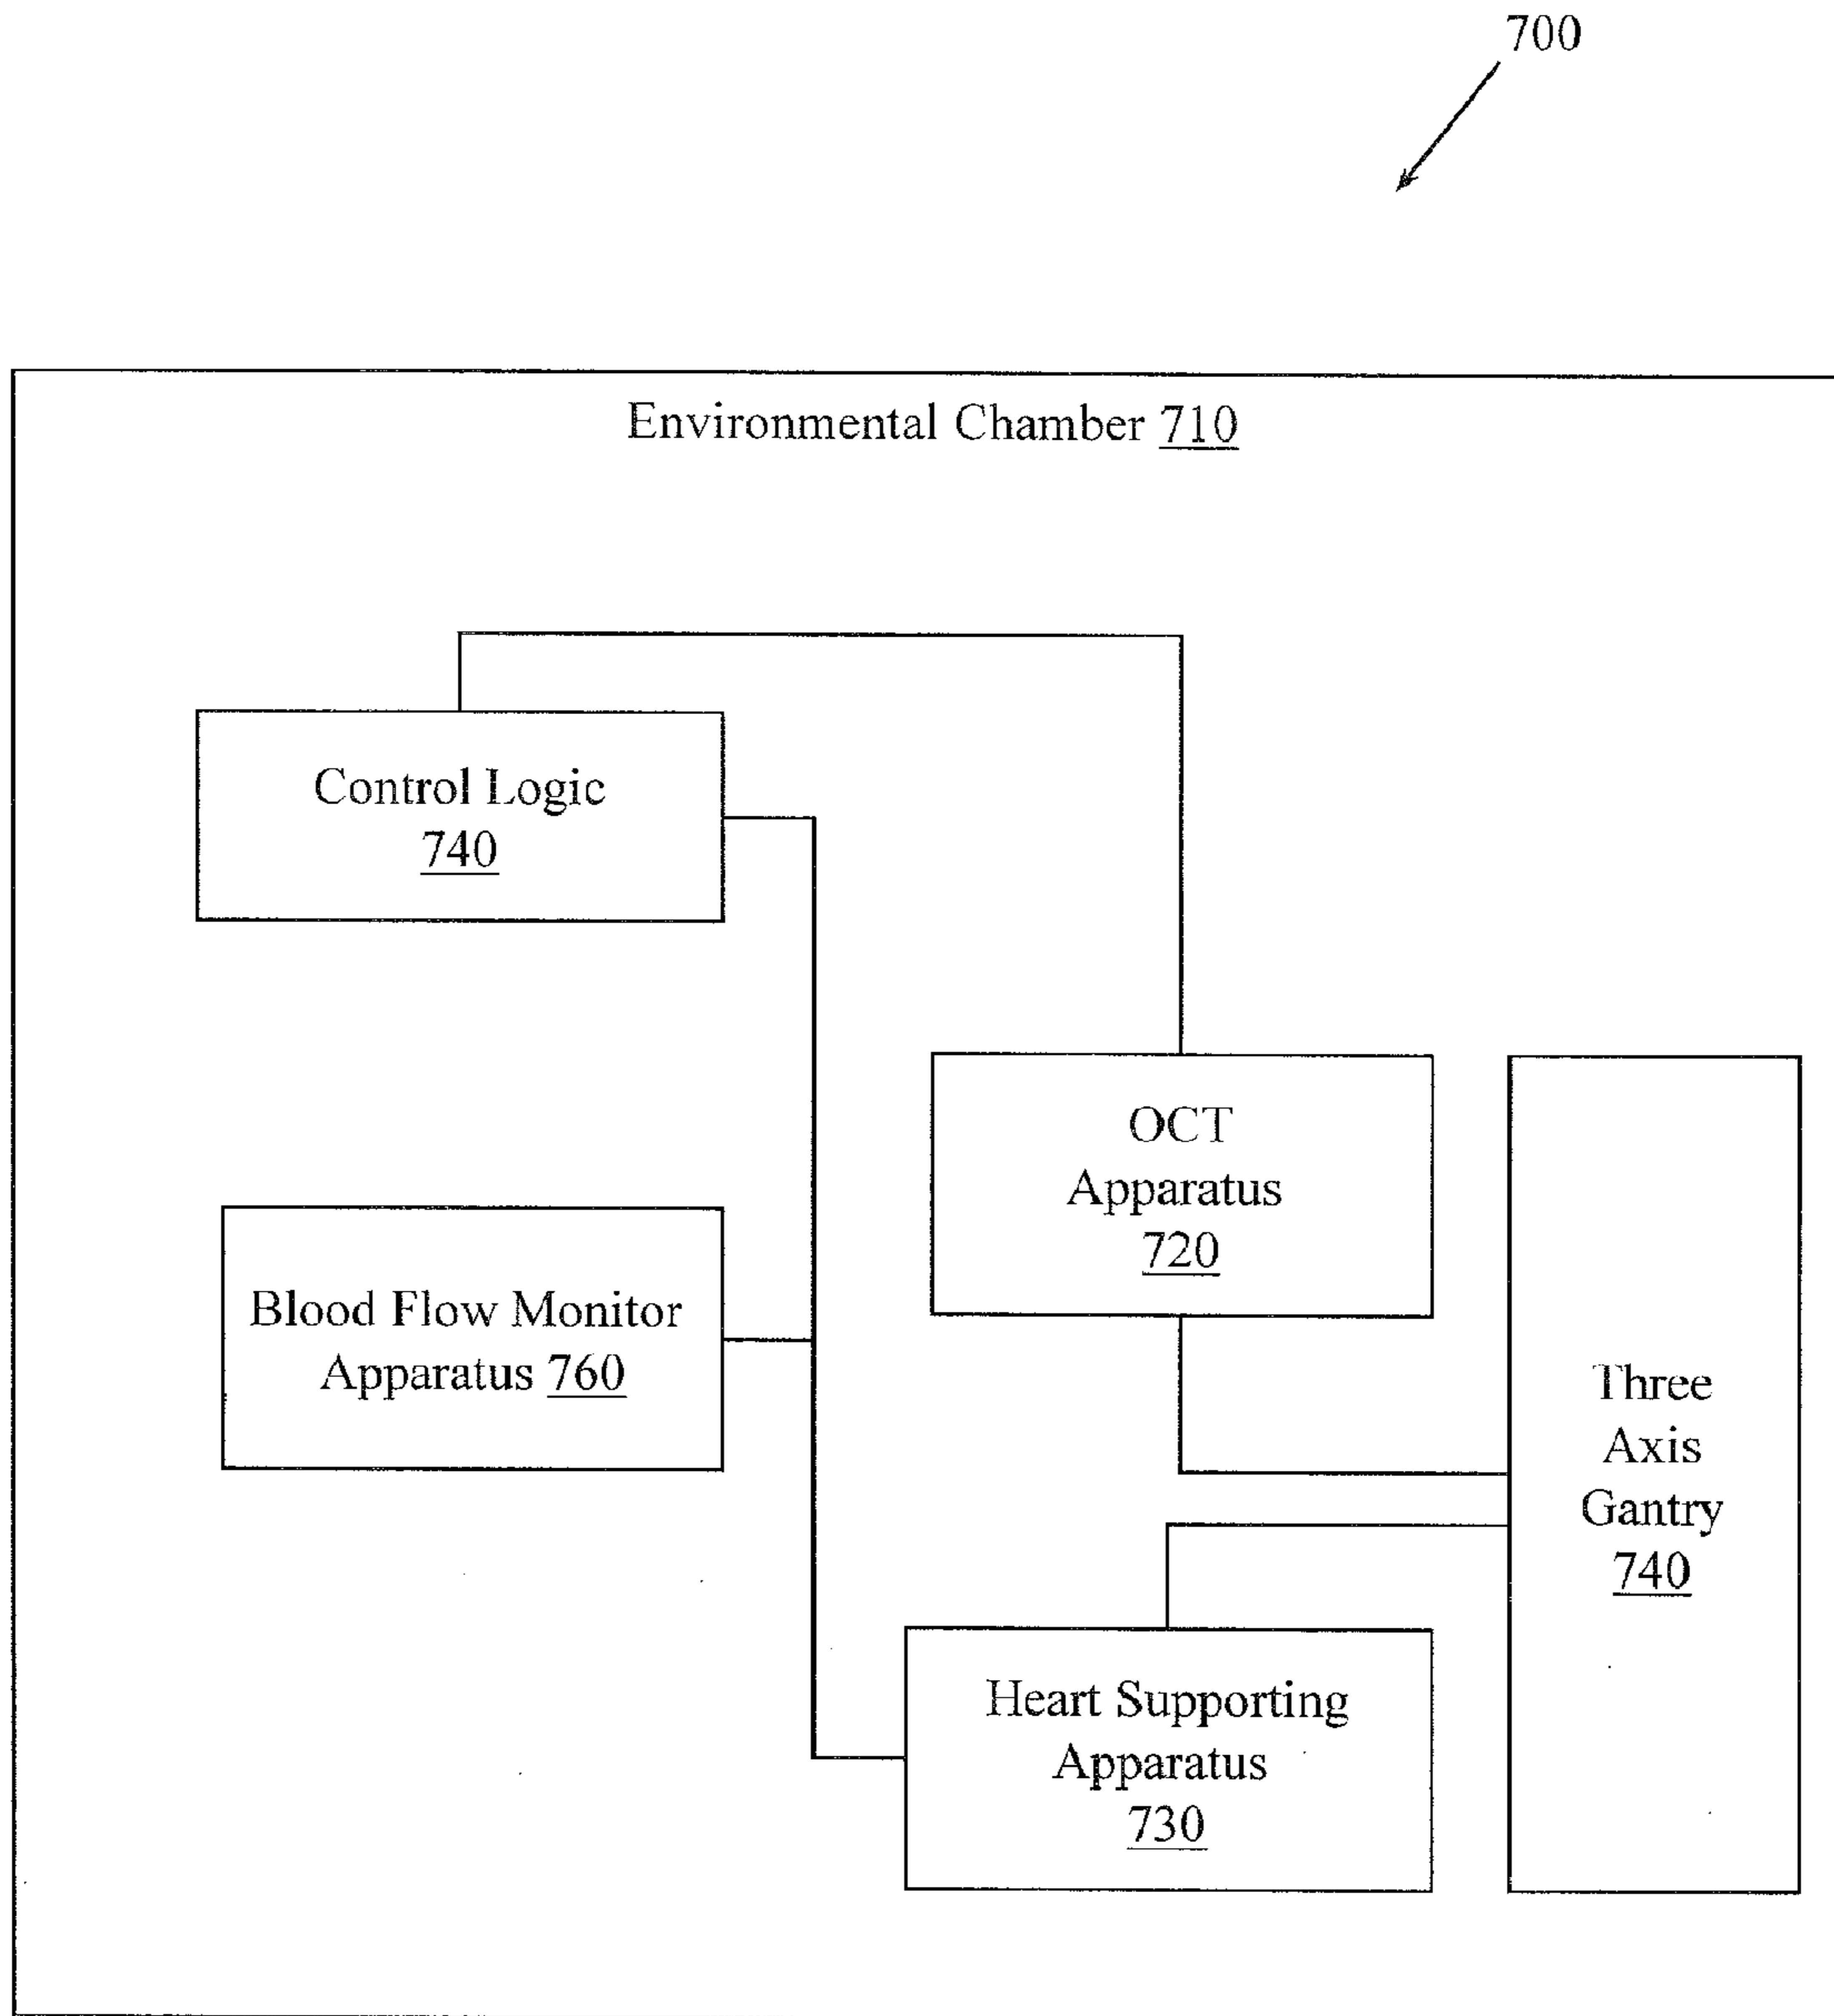 700
Environmental Chamber 710
Control Logic
740
OCT
Apparatus
720
Blood Flow Monitor
Apparatus 760
Three
Axis
Gantry
740
Heart Supporting
Apparatus
730